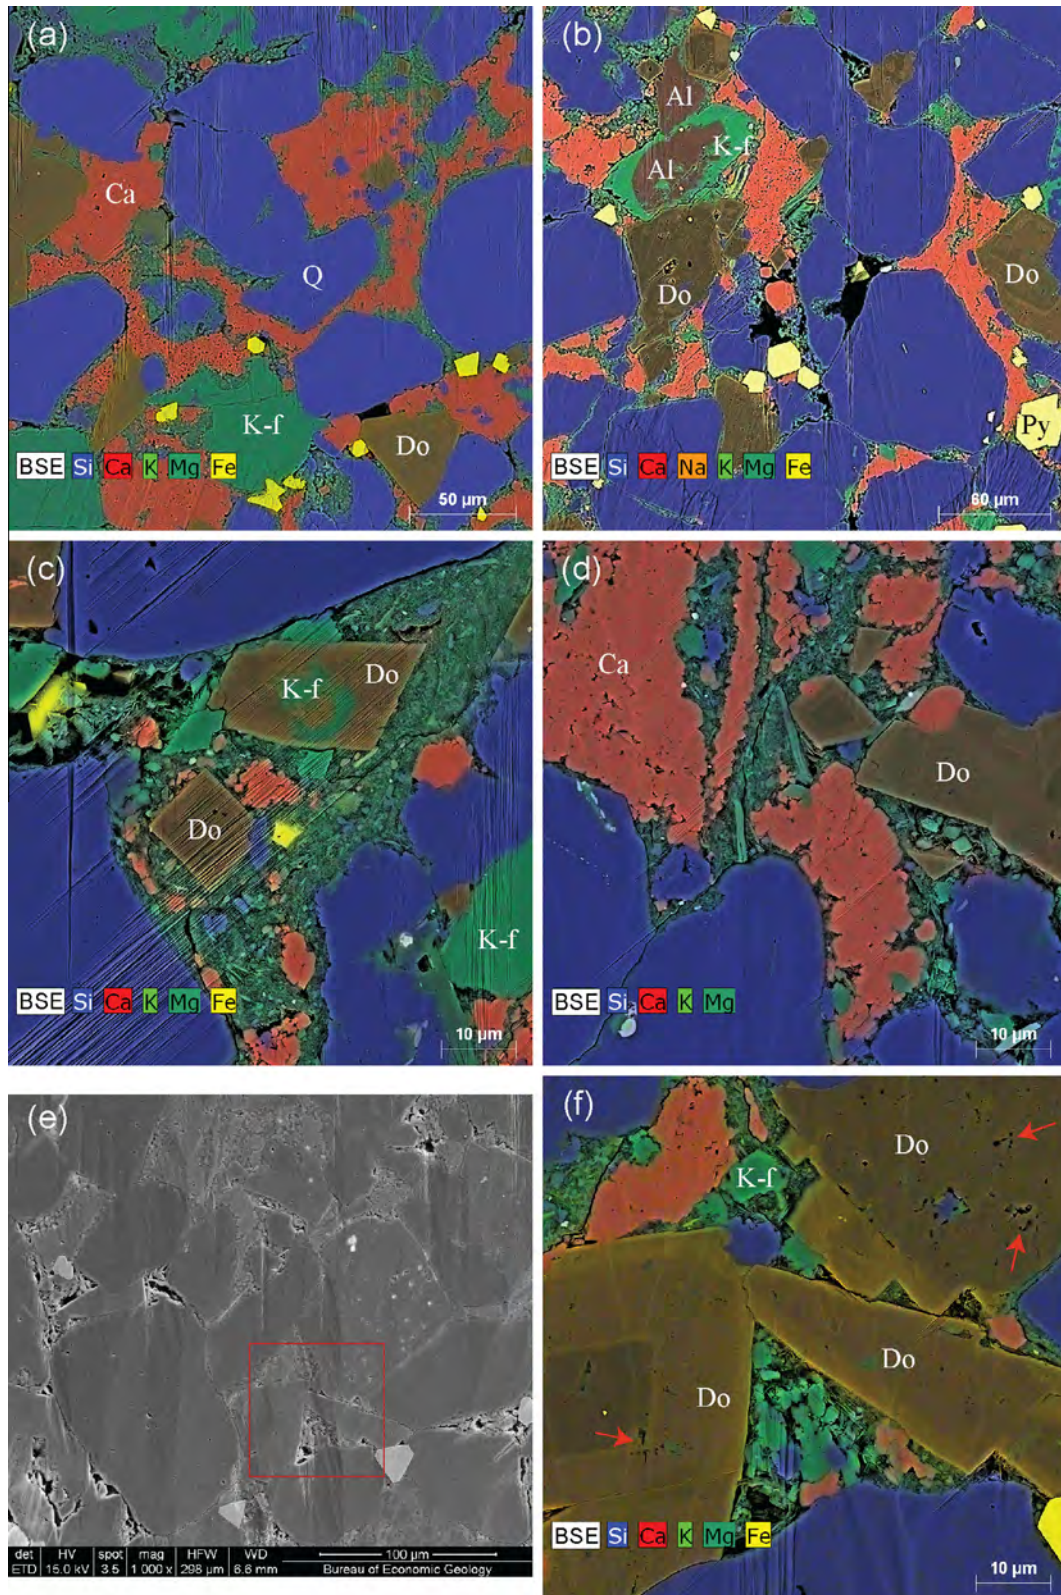 (a)
Ca
Q
K-f
Do
BSE Si Ca K Mg Fe
50 µm
(b)
Al
K-f
Al
Do
Do
Py
BSE Si Ca Na K Mg Fe
60 µm
(c)
K-f Do
Do
K-f
BSE Si Ca K Mg Fe
10 µm
(d)
Ca
Do
BSE Si Ca K Mg
10 µm
(e)
det HV spot mag HFW WD 100 µm
ETD 15.0 kV 3.5 1 000 x 298 µm 6.6 mm Bureau of Economic Geology
(f)
Do
K-f
Do
Do
BSE Si Ca K Mg Fe
10 µm